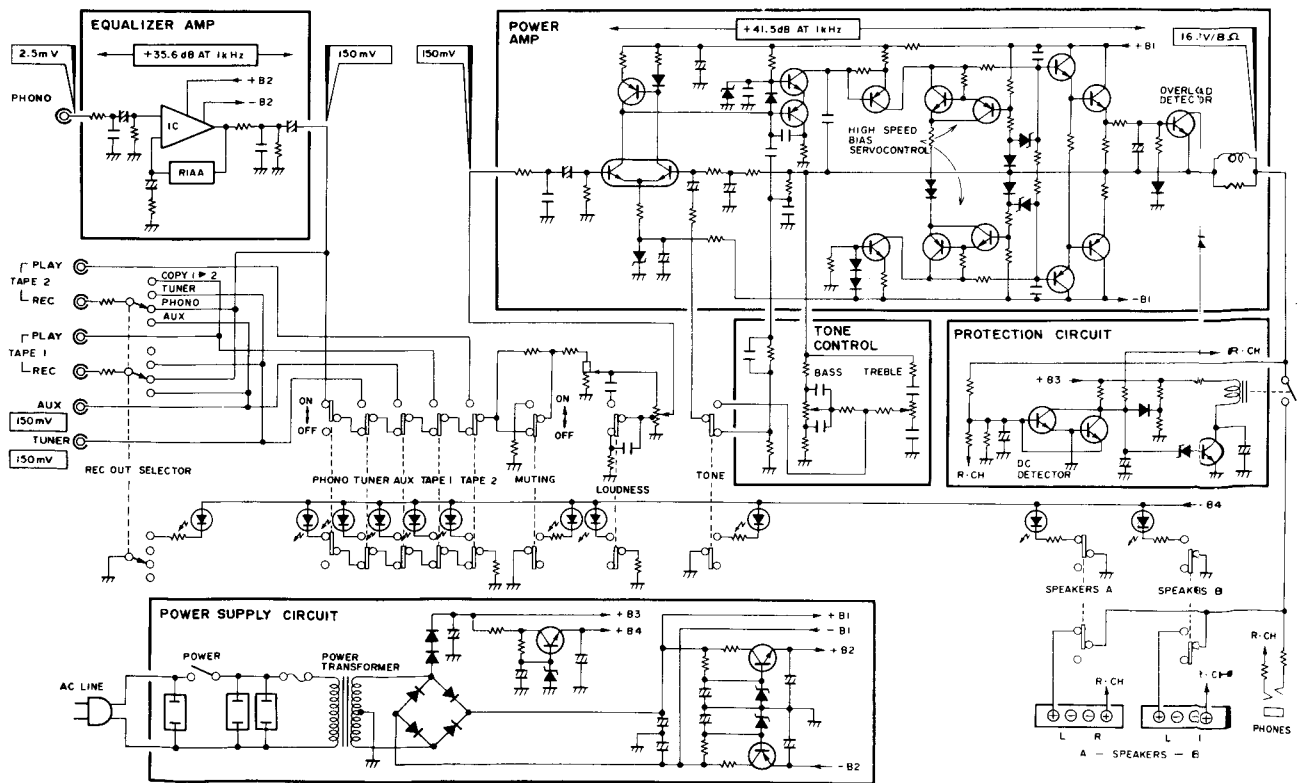 EQUALIZER AMP
+35.6dB AT 1kHz
2.5mV
150mV
150mV
PHONO
+B2
-B2
IC
RIAA
POWER
AMP
+41.5dB AT 1kHz
+B1
OVERLOAD
DETECTOR
HIGH SPEED
BIAS
SERVOCONTROL
-B1
PLAY
TAPE 2
REC
PLAY
TAPE 1
REC
AUX
150mV
TUNER
150mV
COPY 1 ► 2
TUNER
PHONO
AUX
REC OUT SELECTOR
ON
OFF
ON
OFF
PHONO TUNER AUX TAPE 1 TAPE 2
MUTING
LOUDNESS
TONE
TONE
CONTROL
BASS
TREBLE
PROTECTION CIRCUIT
R·CH
+B3
R·CH
DC
DETECTOR
-B4
SPEAKERS A
SPEAKERS B
POWER SUPPLY CIRCUIT
POWER
POWER
TRANSFORMER
AC LINE
+B3
+B4
+B1
-B1
+B2
-B2
R·CH
R·CH
PHONES
L R
L
A – SPEAKERS – B